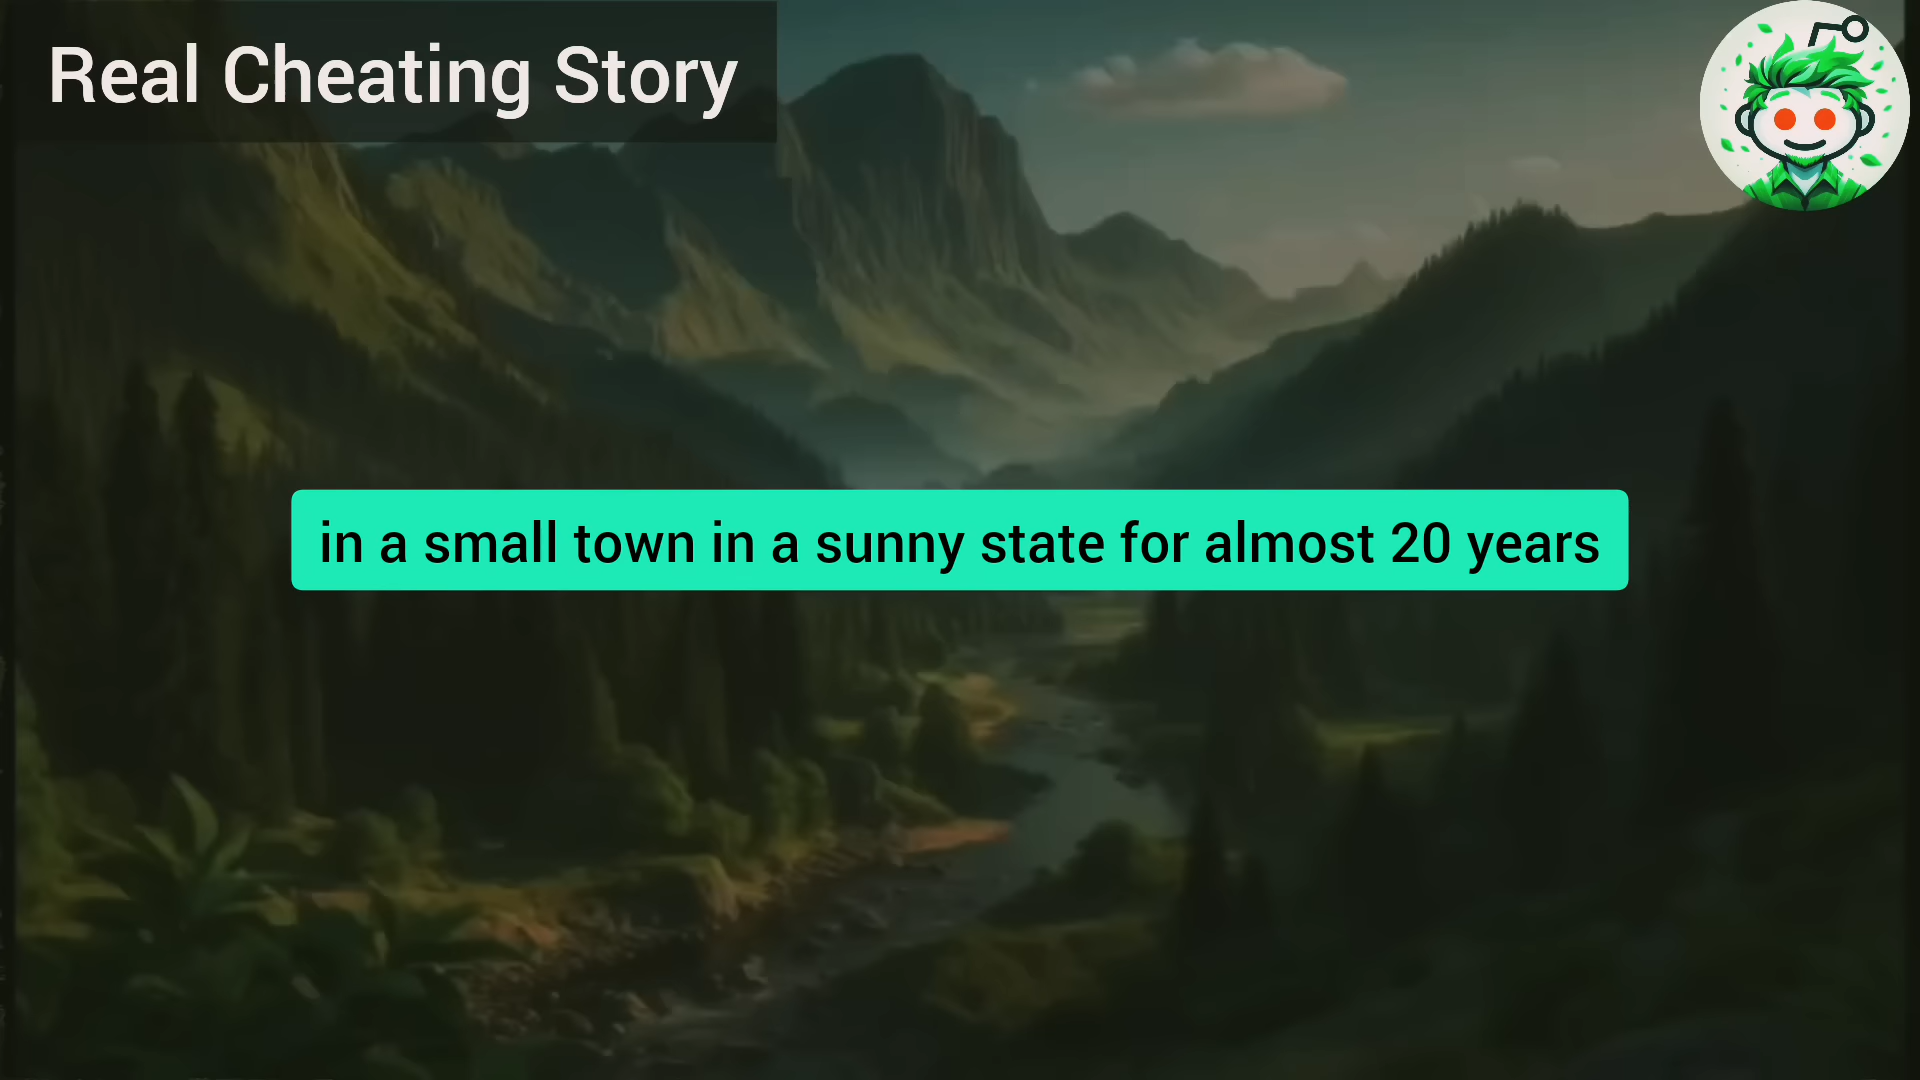 Real Cheating Story
in a small town in a sunny state for almost 20 years